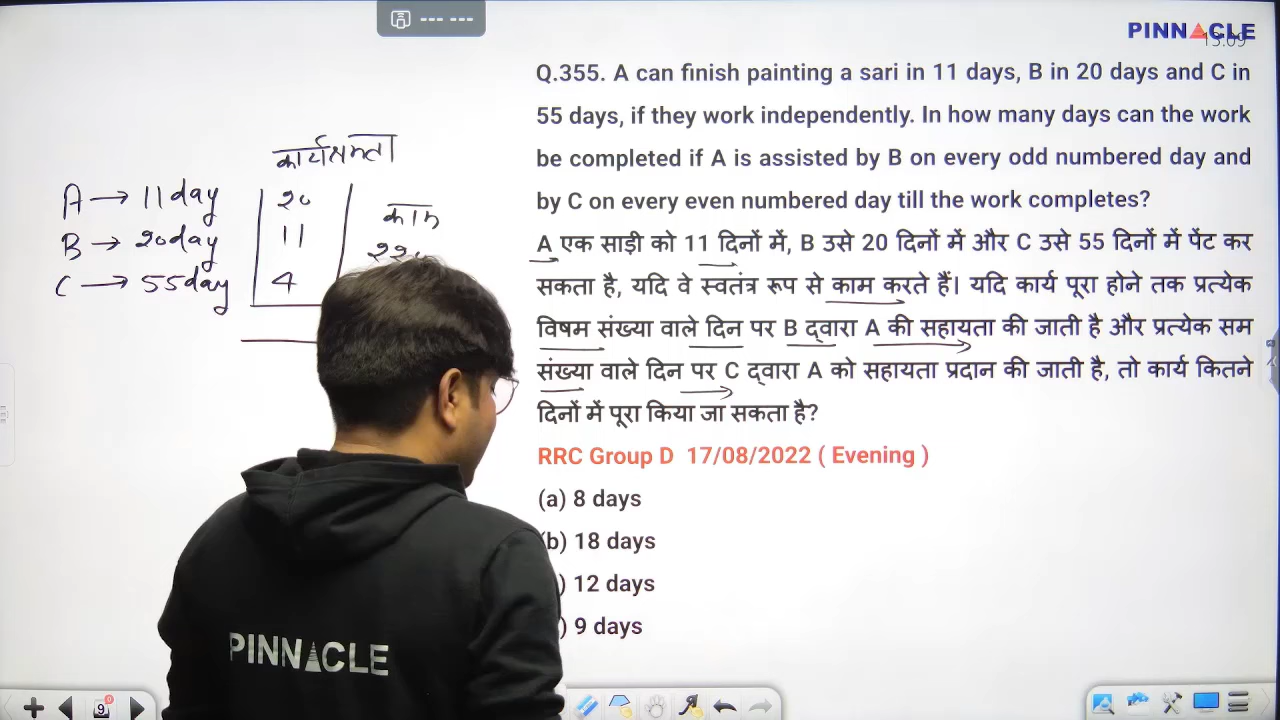 PINNACLE
Q.355. A can finish painting a sari in 11 days, B in 20 days and C in
55 days, if they work independently. In how many days can the work
be completed if A is assisted by B on every odd numbered day and
by C on every even numbered day till the work completes?
A एक साड़ी को 11 दिनों में, B उसे 20 दिनों में और C उसे 55 दिनों में पेंट कर
सकता है, यदि वे स्वतंत्र रूप से काम करते हैं। यदि कार्य पूरा होने तक प्रत्येक
विषम संख्या वाले दिन पर B द्वारा A की सहायता की जाती है और प्रत्येक सम
संख्या वाले दिन पर C द्वारा A को सहायता प्रदान की जाती है, तो कार्य कितने
दिनों में पूरा किया जा सकता है?
RRC Group D 17/08/2022 ( Evening )
(a) 8 days
b) 18 days
) 12 days
) 9 days
कार्यक्षमता
A → 11 day २०
काम
B → २०day 11
C → 55day 4
PINNACLE
9